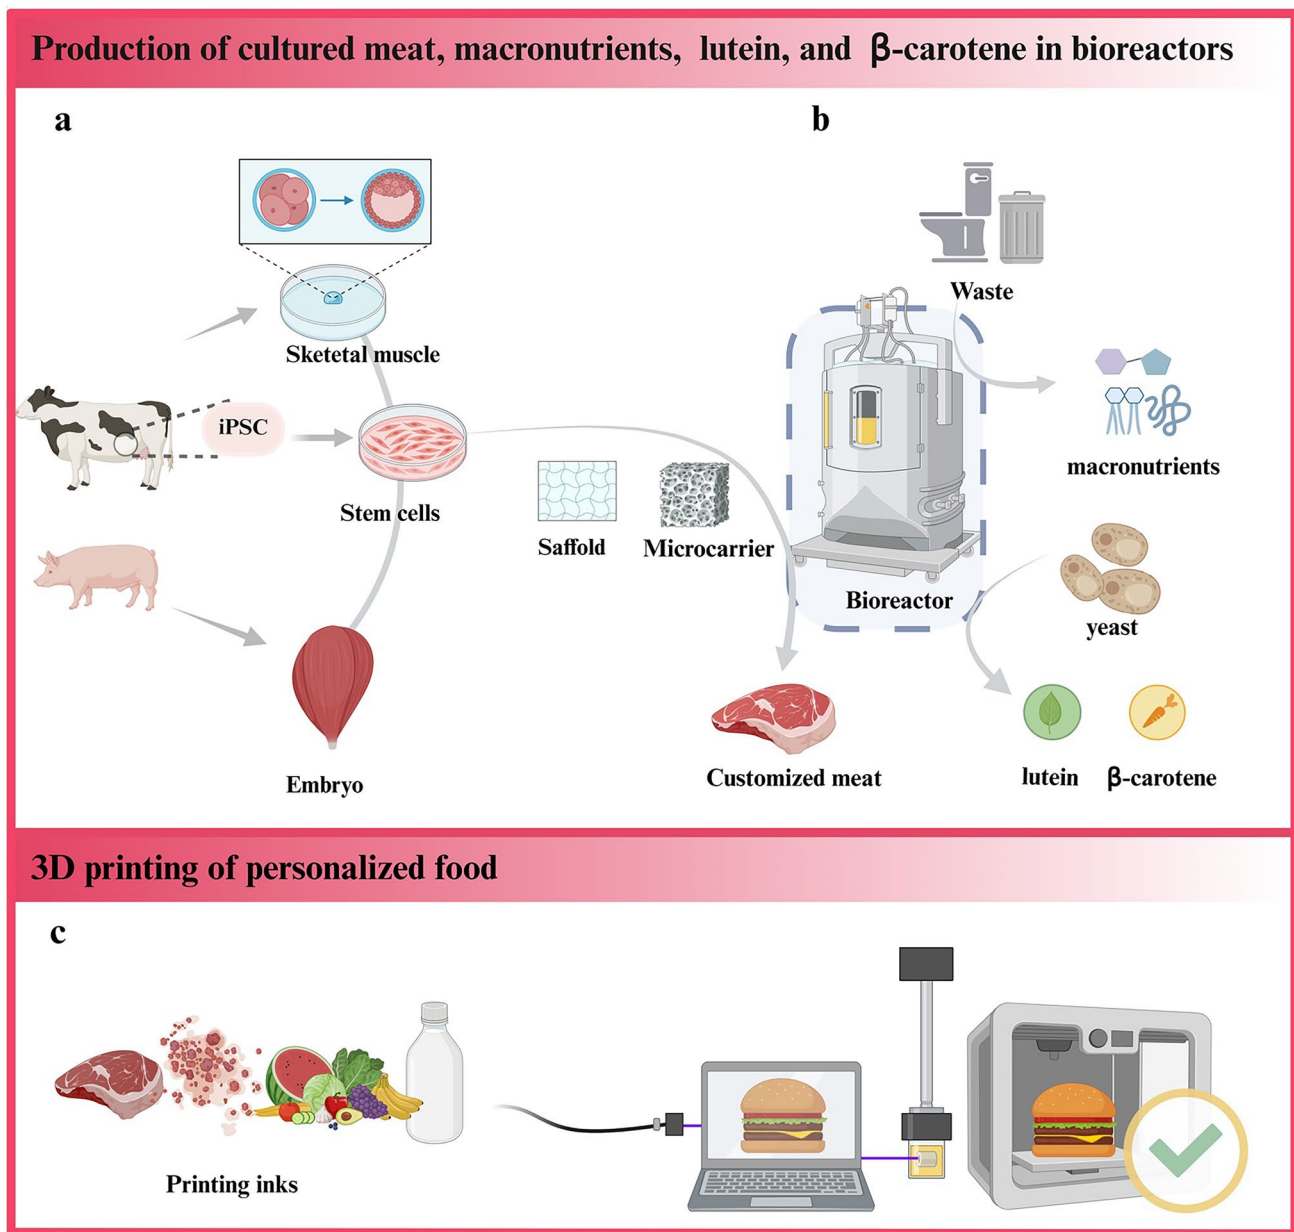 Production of cultured meat, macronutrients, lutein, and β-carotene in bioreactors
a
b
Waste
Sketetal muscle
iPSC
macronutrients
Stem cells
Saffold
Microcarrier
Bioreactor
yeast
Embryo
Customized meat
lutein
β-carotene
3D printing of personalized food
c
Printing inks